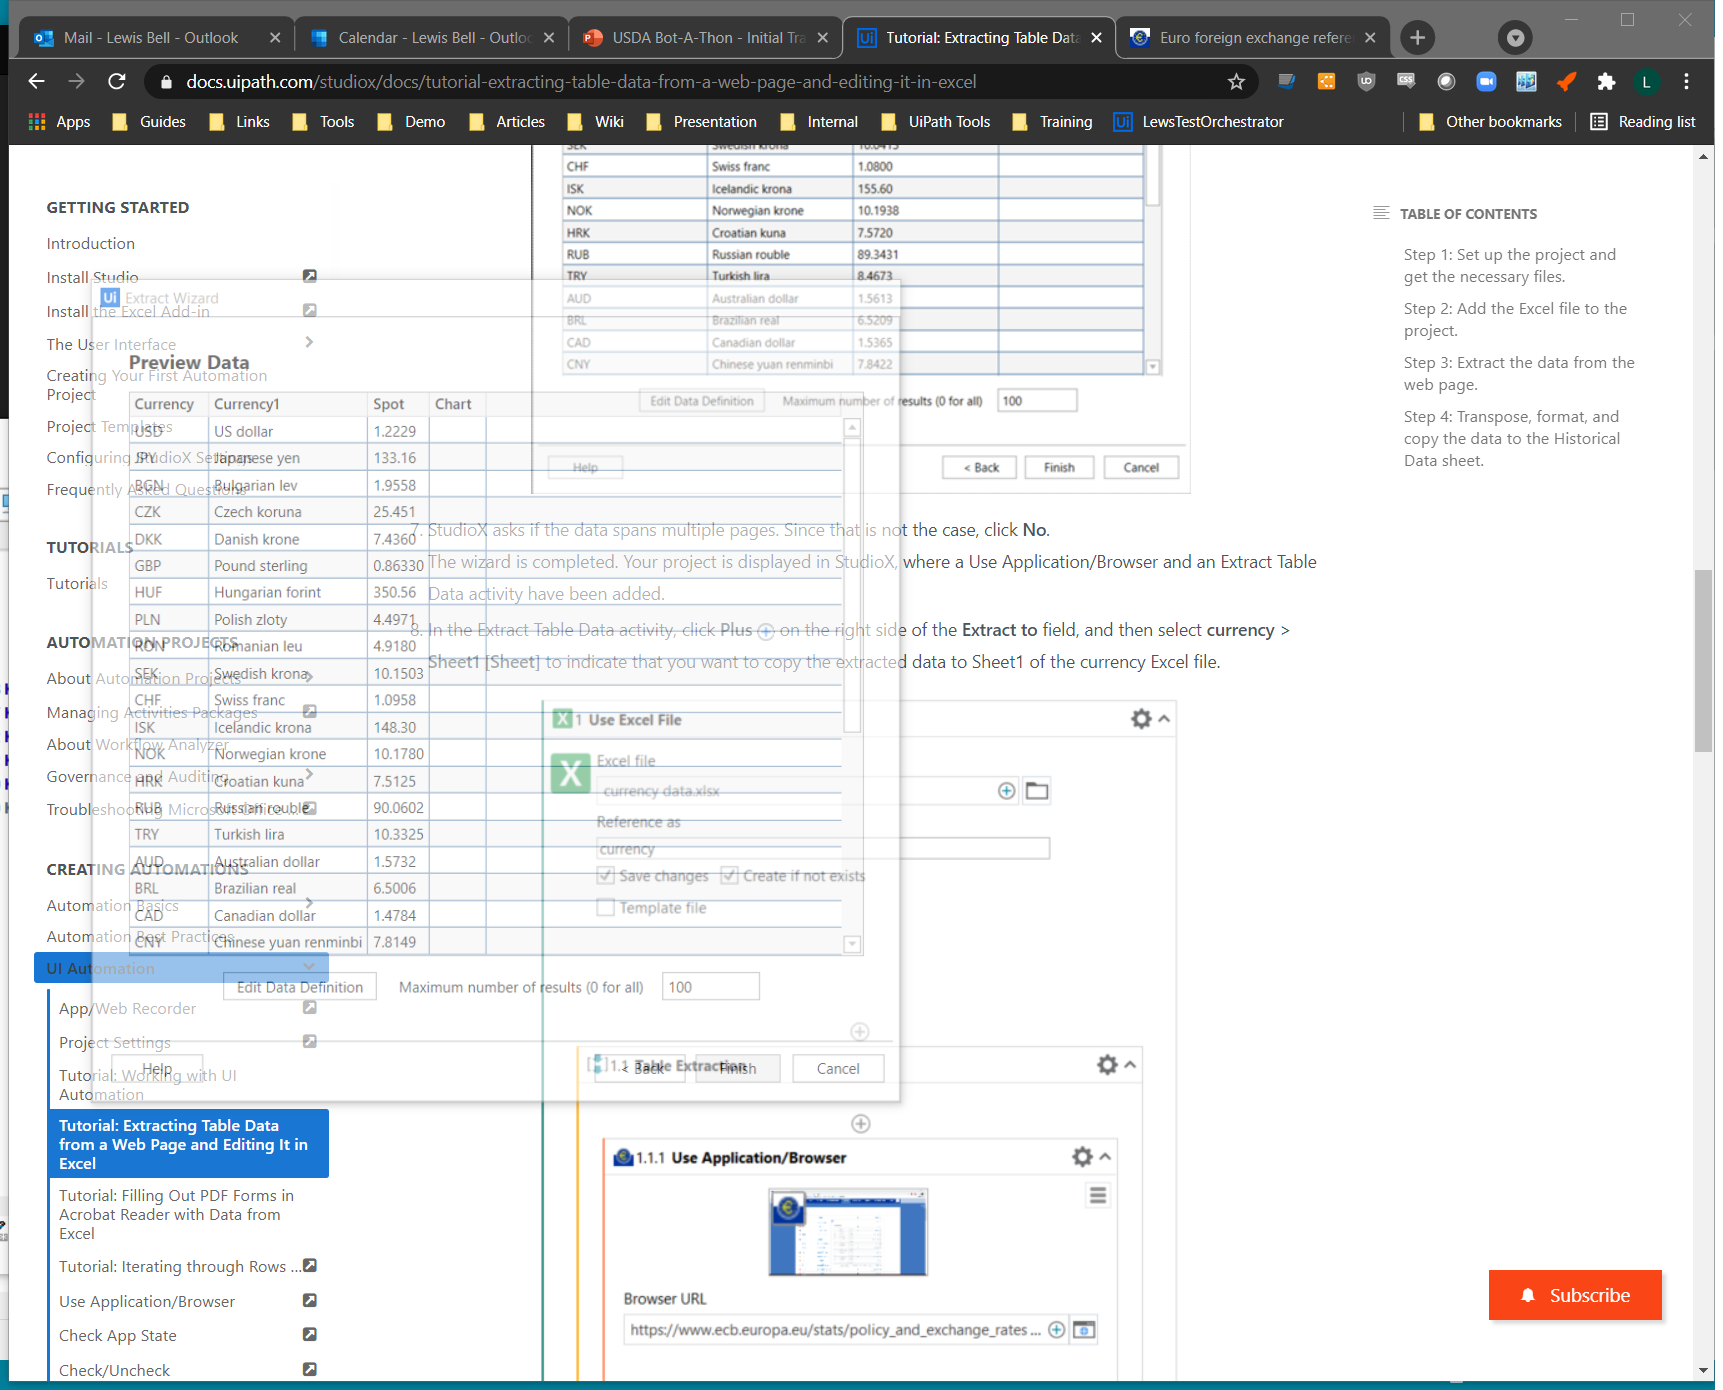 Mail - Lewis Bell - Outlook
Calendar - Lewis Bell - Outlo
USDA Bot-A-Thon - Initial Tra
Tutorial: Extracting Table Data
Euro foreign exchange refere
docs.uipath.com/studiox/docs/tutorial-extracting-table-data-from-a-web-page-and-editing-it-in-excel
L
Apps Guides Links Tools Demo Articles Wiki Presentation Internal UiPath Tools Training LewsTestOrchestrator Other bookmarks Reading list
GETTING STARTED
Introduction
Install Studio
Install the Excel Add-in
The User Interface
Creating Your First Automation
Project
Project Templates
Configuring StudioX Settings
Frequently Asked Questions
TUTORIALS
Tutorials
AUTOMATION PROJECTS
About Automation Projects
Managing Activities Packages
About Workflow Analyzer
Governance and Auditing
Troubleshooting Microsoft Office ...
CREATING AUTOMATIONS
Automation Basics
Automation Best Practices
UI Automation
App/Web Recorder
Project Settings
Tutorial: Working with UI
Automation
Tutorial: Extracting Table Data
from a Web Page and Editing It in
Excel
Tutorial: Filling Out PDF Forms in
Acrobat Reader with Data from
Excel
Tutorial: Iterating through Rows ...
Use Application/Browser
Check App State
Check/Uncheck
Ui Extract Wizard
Preview Data
Currency Currency1 Spot Chart
USD US dollar 1.2229
JPY Japanese yen 133.16
BGN Bulgarian lev 1.9558
CZK Czech koruna 25.451
DKK Danish krone 7.4360
GBP Pound sterling 0.86330
HUF Hungarian forint 350.56
PLN Polish zloty 4.4971
RON Romanian leu 4.9180
SEK Swedish krona 10.1503
CHF Swiss franc 1.0958
ISK Icelandic krona 148.30
NOK Norwegian krone 10.1780
HRK Croatian kuna 7.5125
RUB Russian rouble 90.0602
TRY Turkish lira 10.3325
AUD Australian dollar 1.5732
BRL Brazilian real 6.5006
CAD Canadian dollar 1.4784
CNY Chinese yuan renminbi 7.8149
Edit Data Definition Maximum number of results (0 for all) 100
Help < Back Finish Cancel
SEK Swedish krona 10.0415
CHF Swiss franc 1.0800
ISK Icelandic krona 155.60
NOK Norwegian krone 10.1938
HRK Croatian kuna 7.5720
RUB Russian rouble 89.3431
TRY Turkish lira 8.4673
AUD Australian dollar 1.5613
BRL Brazilian real 6.5209
CAD Canadian dollar 1.5365
CNY Chinese yuan renminbi 7.8422
Edit Data Definition Maximum number of results (0 for all) 100
Help < Back Finish Cancel
7. StudioX asks if the data spans multiple pages. Since that is not the case, click No.
The wizard is completed. Your project is displayed in StudioX, where a Use Application/Browser and an Extract Table
Data activity have been added.
8. In the Extract Table Data activity, click Plus on the right side of the Extract to field, and then select currency >
Sheet1 [Sheet] to indicate that you want to copy the extracted data to Sheet1 of the currency Excel file.
1 Use Excel File
Excel file
currency data.xlsx
Reference as
currency
Save changes Create if not exists
Template file
1.1 Table Extraction
1.1.1 Use Application/Browser
Browser URL
https://www.ecb.europa.eu/stats/policy_and_exchange_rates ...
TABLE OF CONTENTS
Step 1: Set up the project and
get the necessary files.
Step 2: Add the Excel file to the
project.
Step 3: Extract the data from the
web page.
Step 4: Transpose, format, and
copy the data to the Historical
Data sheet.
Subscribe